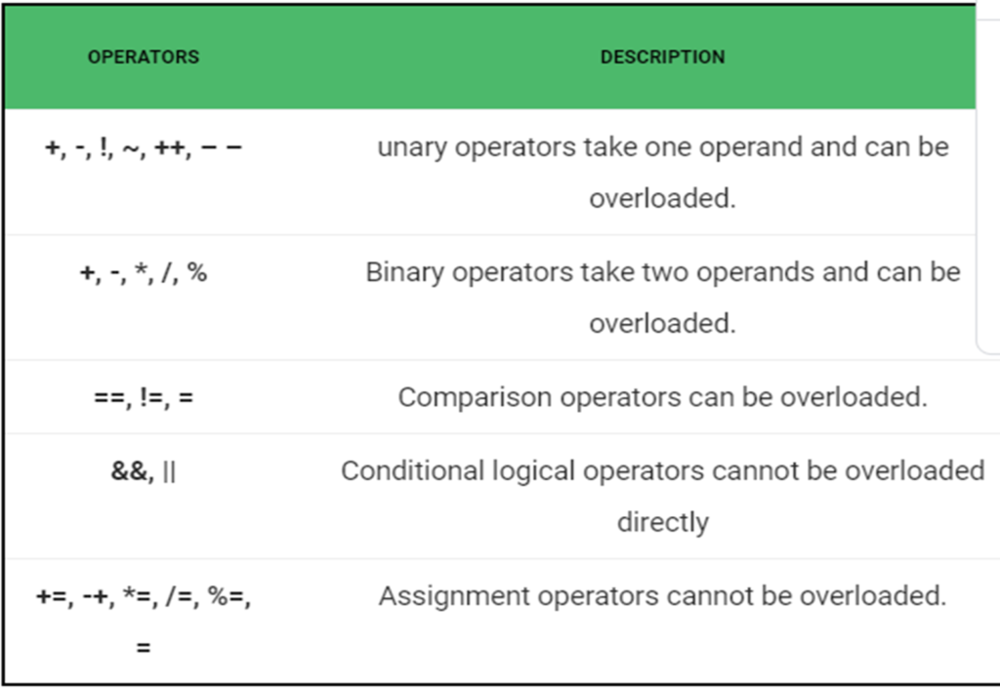 OPERATORS DESCRIPTION
+, -, !, ~, ++, – – unary operators take one operand and can be
overloaded.
+, -, *, /, % Binary operators take two operands and can be
overloaded.
==, !=, = Comparison operators can be overloaded.
&&, || Conditional logical operators cannot be overloaded
directly
+=, -+, *=, /=, %=, Assignment operators cannot be overloaded.
=